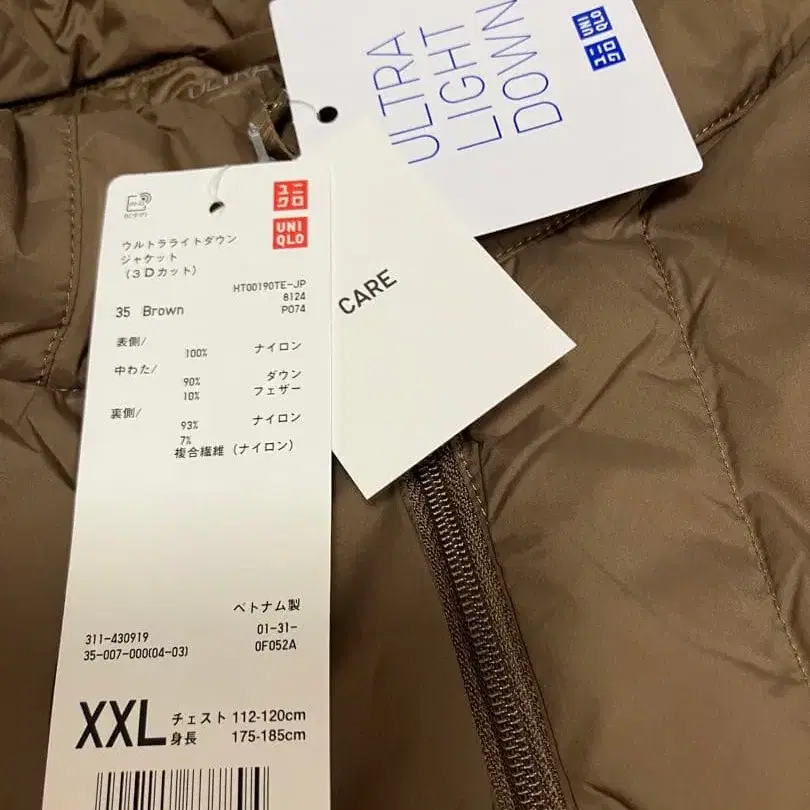 ULTRA
LIGHT
DOWN
ユニ
クロ
UNI
QLO
CARE
ユニ
クロ
UNI
QLO
ウルトラライトダウン
ジャケット
(3Dカット)
HT00190TE-JP
8124
P074
35 Brown
表側/
100% ナイロン
中わた/
90% ダウン
10% フェザー
裏側/
93% ナイロン
7%
複合繊維 (ナイロン)
ベトナム製
311-430919 01-31-
35-007-000(04-03) 0F052A
XXL チェスト 112-120cm
身長 175-185cm
ULTRA